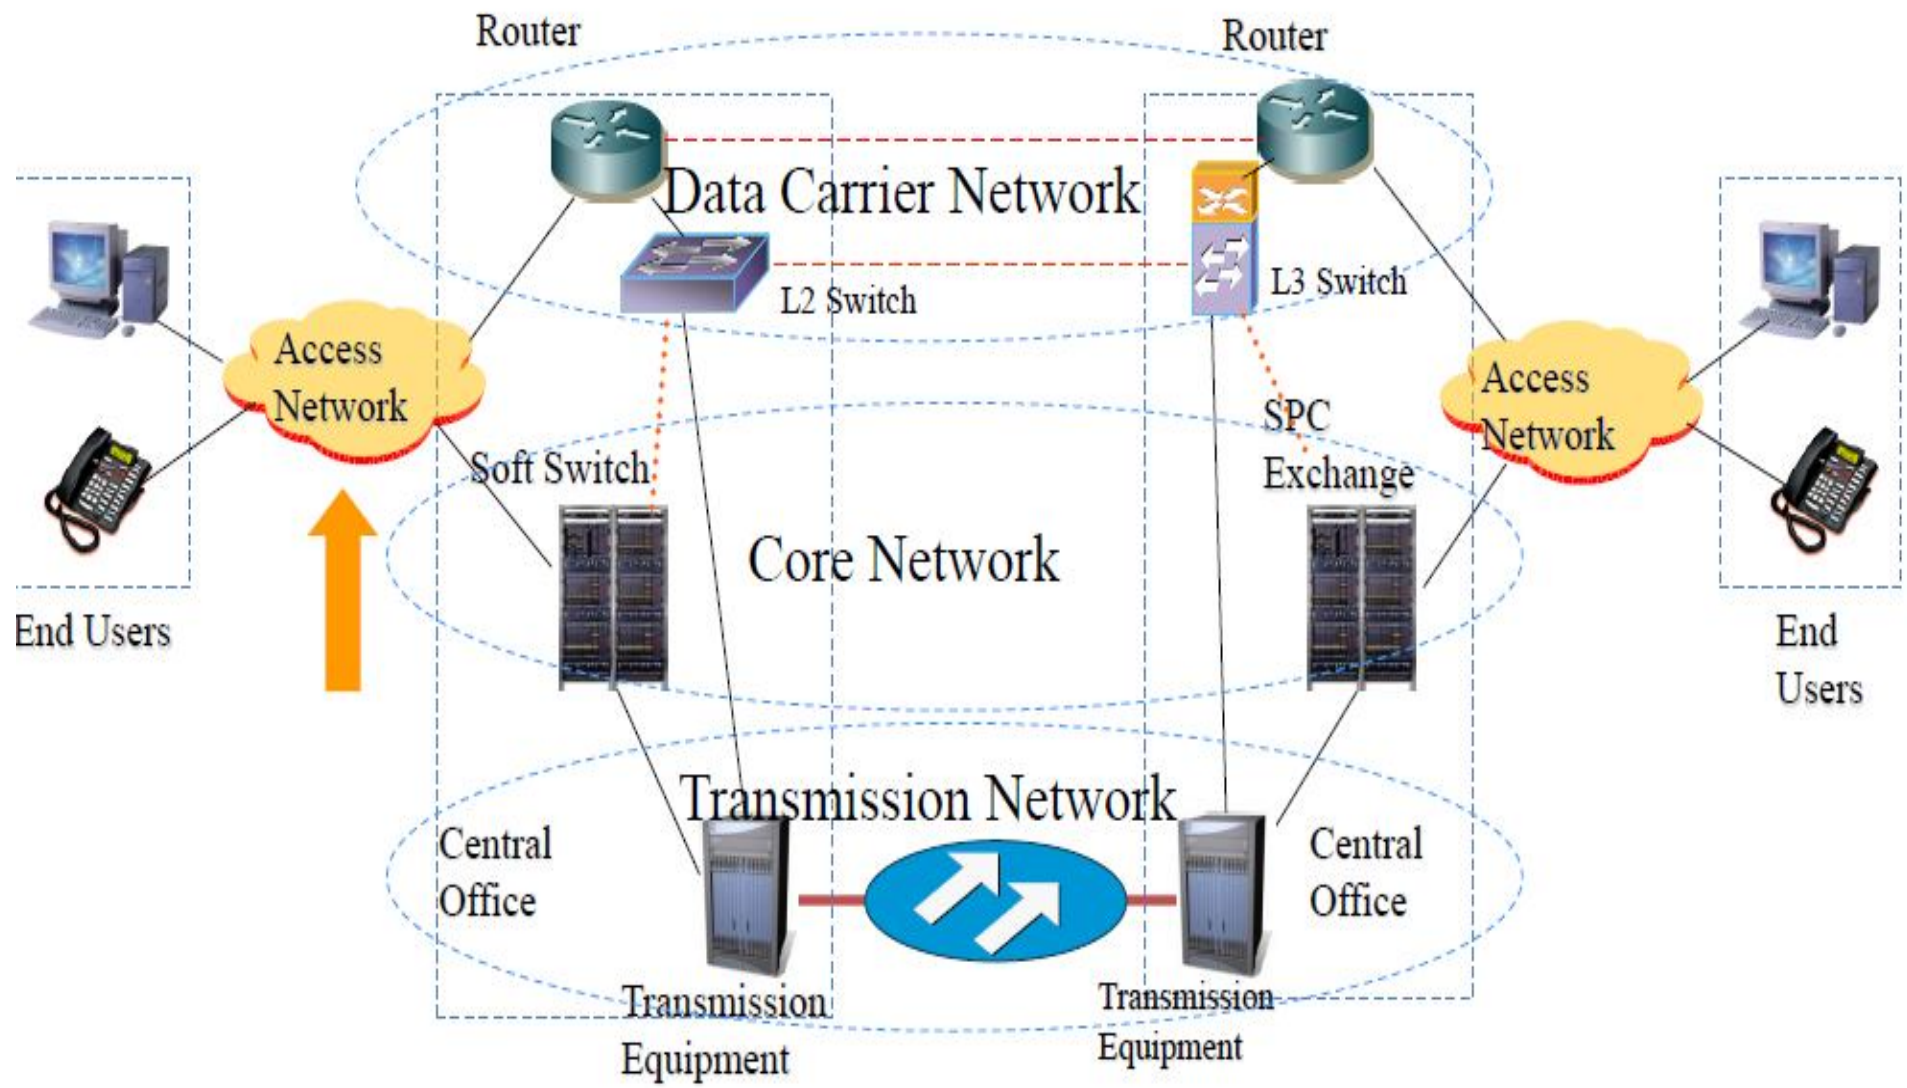 Router
Router
Data Carrier Network
L2 Switch
L3 Switch
Access
Network
Access
Network
SPC
Exchange
Soft Switch
Core Network
End Users
End
Users
Transmission Network
Central
Office
Central
Office
Transmission
Equipment
Transmission
Equipment